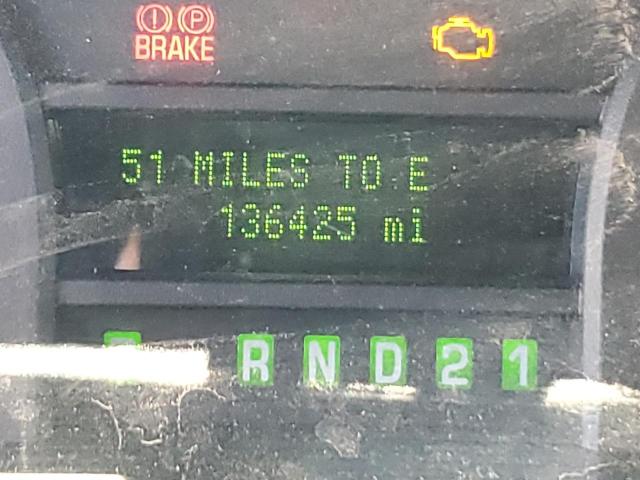 (!) (P)
BRAKE
51 MILES TO E
136425 mi
R N D 2 1